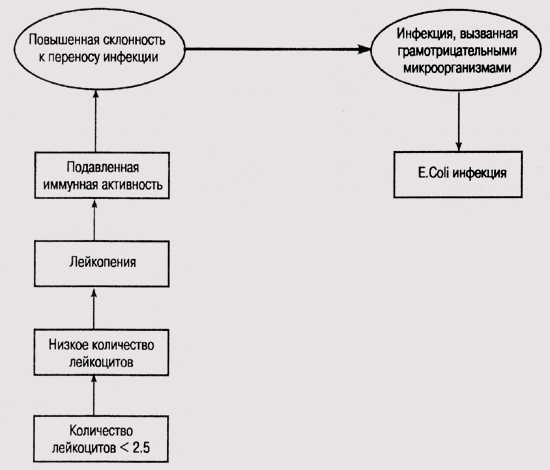 Повышенная склонность
к переносу инфекции
Инфекция, вызванная
грамотрицательными
микроорганизмами
Подавленная
иммунная активность
E.Coli инфекция
Лейкопения
Низкое количество
лейкоцитов
Количество
лейкоцитов < 2.5